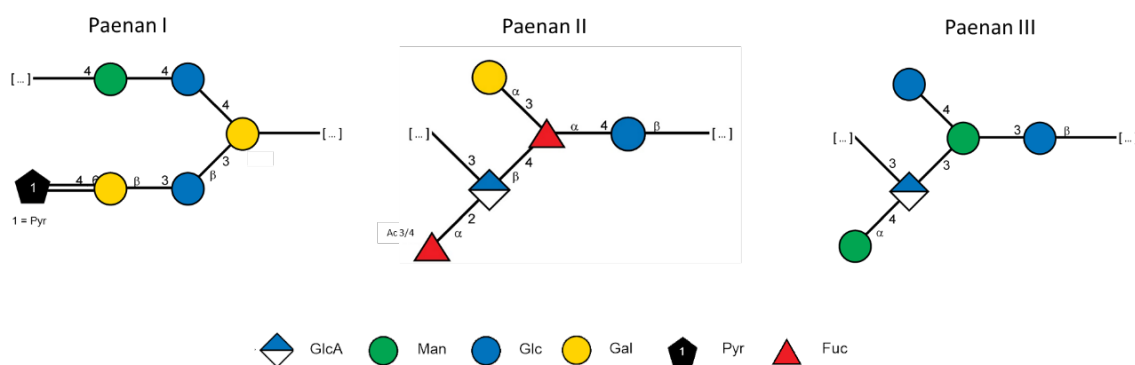 Paenan I
Paenan II
Paenan III
[ ... ] 4 4 4 [ ... ]
1 4 6 β 3 β 3
1 = Pyr
α 3 α 4 β [ ... ]
[ ... ] 3 β 4
Ac 3/4 α 2
4 3 β [ ...
[ ... ] 3 3
α 4
GlcA Man Glc Gal 1 Pyr Fuc